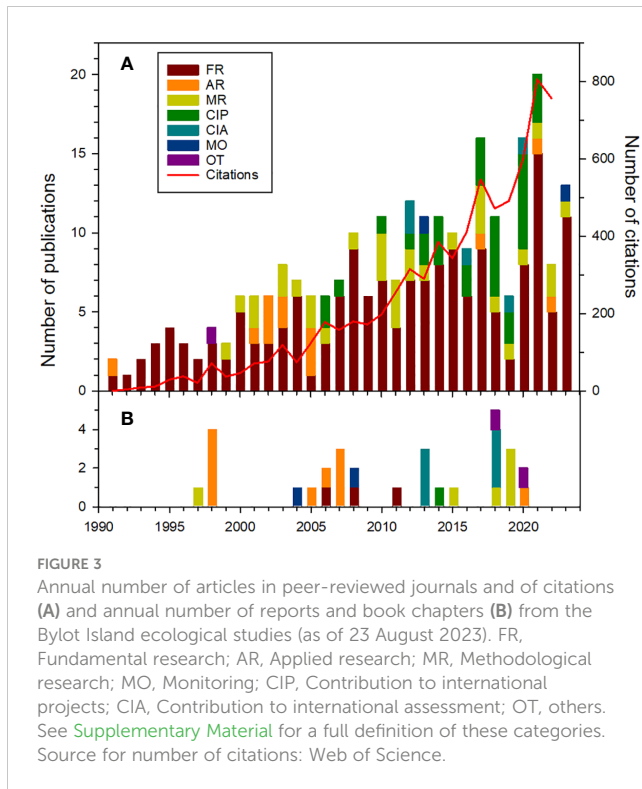 A
FR
AR
MR
CIP
CIA
MO
OT
Citations
20
15
10
5
0
Number of publications
800
600
400
200
0
Number of citations
B
4
2
0
1990
1995
2000
2005
2010
2015
2020
FIGURE 3
Annual number of articles in peer-reviewed journals and of citations
(A) and annual number of reports and book chapters (B) from the
Bylot Island ecological studies (as of 23 August 2023). FR,
Fundamental research; AR, Applied research; MR, Methodological
research; MO, Monitoring; CIP, Contribution to international
projects; CIA, Contribution to international assessment; OT, others.
See Supplementary Material for a full definition of these categories.
Source for number of citations: Web of Science.